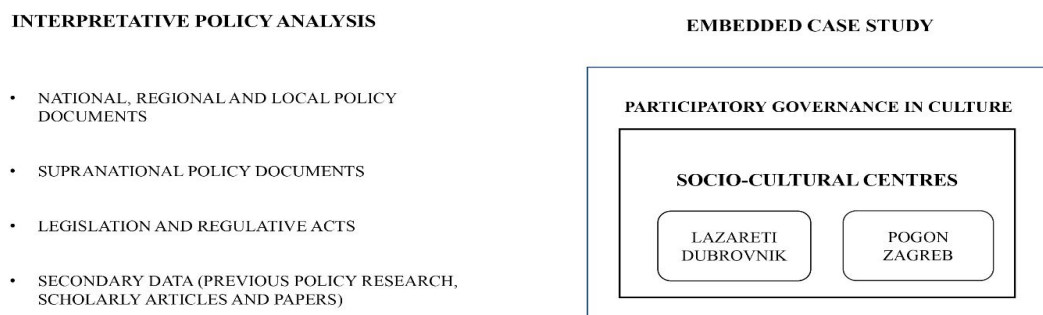 INTERPRETATIVE POLICY ANALYSIS
• NATIONAL, REGIONAL AND LOCAL POLICY
DOCUMENTS
• SUPRANATIONAL POLICY DOCUMENTS
• LEGISLATION AND REGULATIVE ACTS
• SECONDARY DATA (PREVIOUS POLICY RESEARCH,
SCHOLARLY ARTICLES AND PAPERS)
EMBEDDED CASE STUDY
PARTICIPATORY GOVERNANCE IN CULTURE
SOCIO-CULTURAL CENTRES
LAZARETI
DUBROVNIK
POGON
ZAGREB